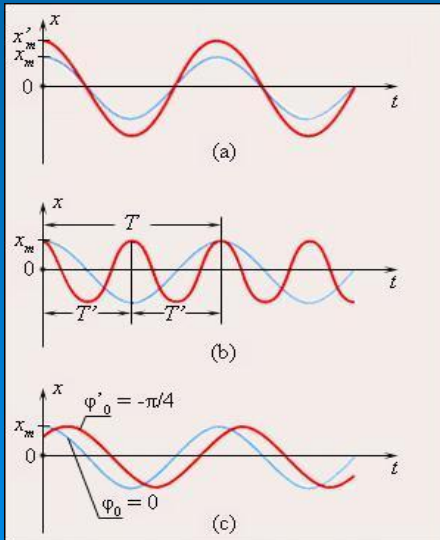 x
x'm
xm
0
t
(a)
x
T
xm
0
t
T' T'
(b)
x
φ'0 = -π/4
xm
0
t
φ0 = 0
(c)